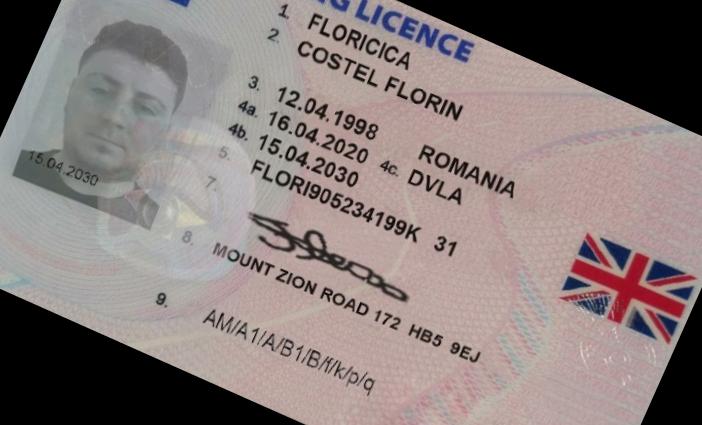 NG LICENCE
1. FLORICICA
2. COSTEL FLORIN
3. 12.04.1998 ROMANIA
4a. 16.04.2020 4c. DVLA
4b. 15.04.2030
5. FLORI905234199K 31
7.
8. MOUNT ZION ROAD 172 HB5 9EJ
9. AM/A1/A/B1/B/f/k/p/q
15.04.2030